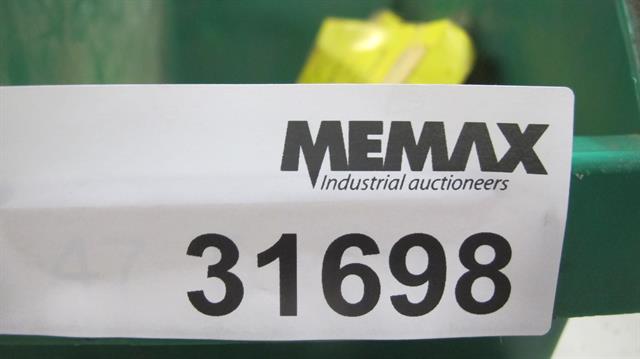 MEMAX
Industrial auctioneers
31698